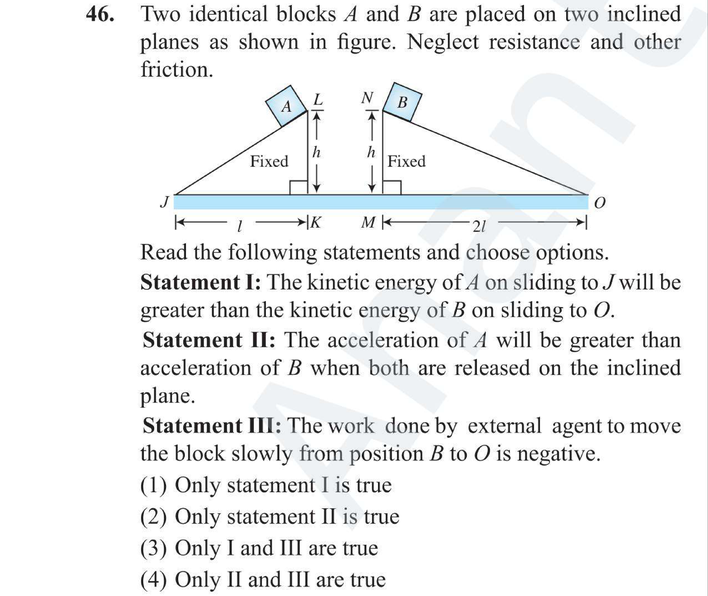 46. Two identical blocks A and B are placed on two inclined
planes as shown in figure. Neglect resistance and other
friction.
A L N B
Fixed h h Fixed
J O
l K M 2l
Read the following statements and choose options.
Statement I: The kinetic energy of A on sliding to J will be
greater than the kinetic energy of B on sliding to O.
Statement II: The acceleration of A will be greater than
acceleration of B when both are released on the inclined
plane.
Statement III: The work done by external agent to move
the block slowly from position B to O is negative.
(1) Only statement I is true
(2) Only statement II is true
(3) Only I and III are true
(4) Only II and III are true
Anant